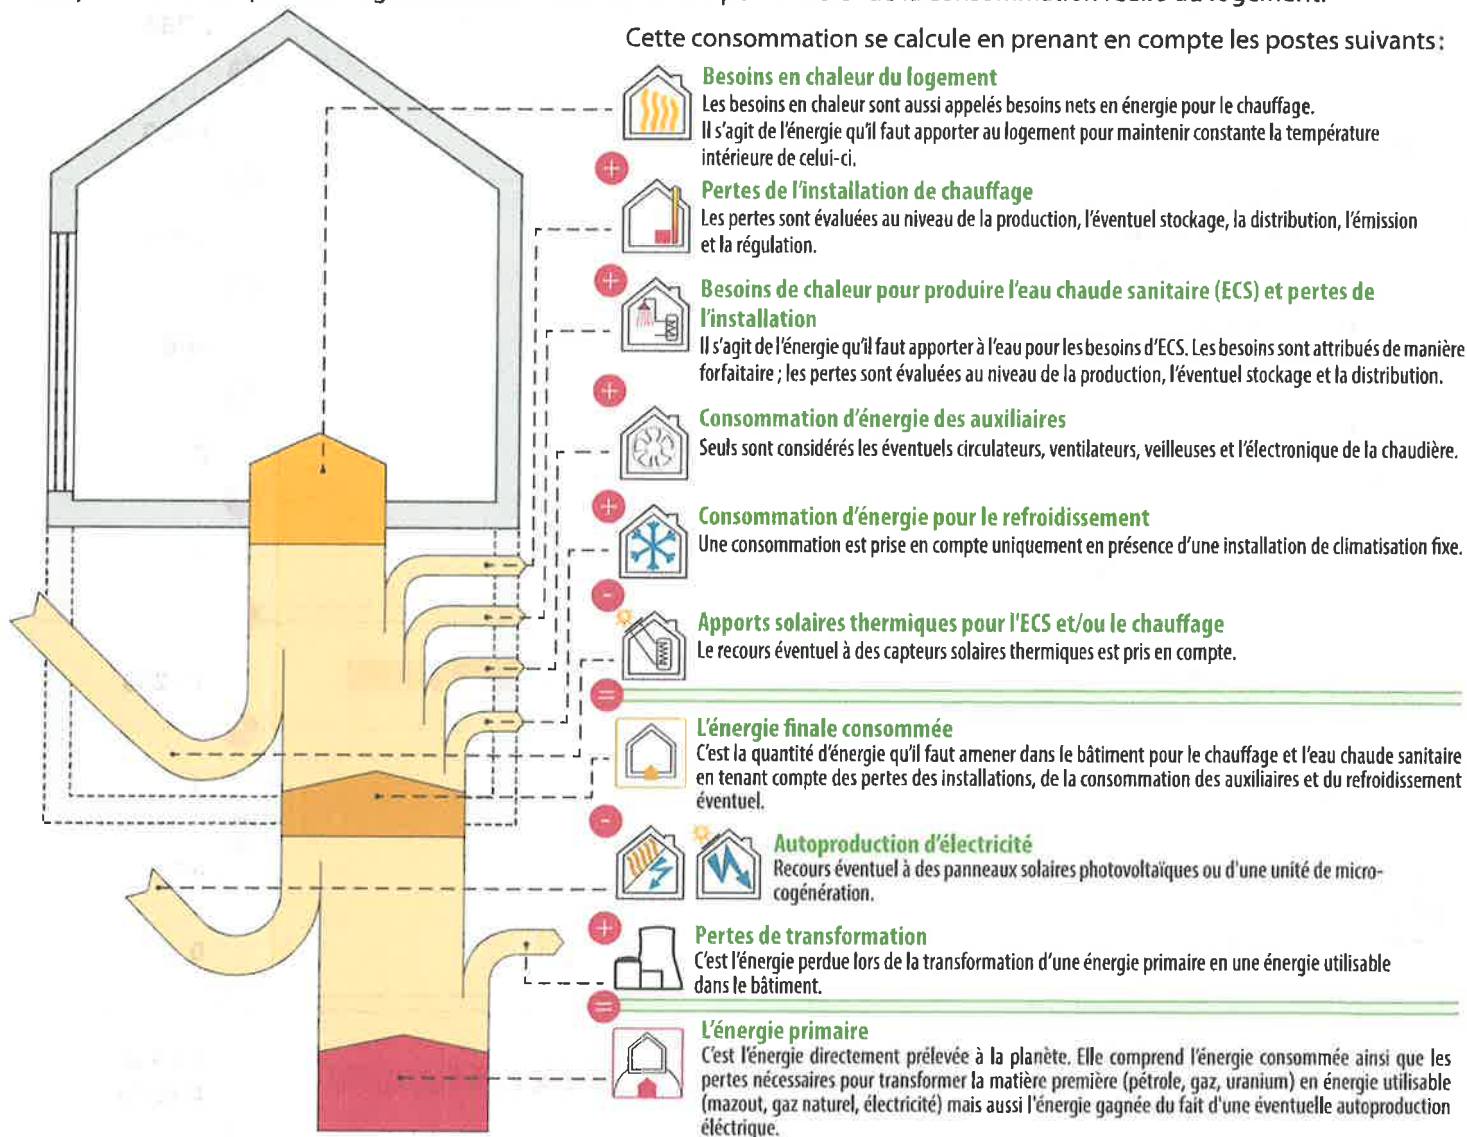 Cette consommation se calcule en prenant en compte les postes suivants :
Besoins en chaleur du logement
Les besoins en chaleur sont aussi appelés besoins nets en énergie pour le chauffage.
Il s'agit de l'énergie qu'il faut apporter au logement pour maintenir constante la température
intérieure de celui-ci.
+
Pertes de l'installation de chauffage
Les pertes sont évaluées au niveau de la production, l'éventuel stockage, la distribution, l'émission
et la régulation.
+
Besoins de chaleur pour produire l'eau chaude sanitaire (ECS) et pertes de
l'installation
Il s'agit de l'énergie qu'il faut apporter à l'eau pour les besoins d'ECS. Les besoins sont attribués de manière
forfaitaire ; les pertes sont évaluées au niveau de la production, l'éventuel stockage et la distribution.
+
Consommation d'énergie des auxiliaires
Seuls sont considérés les éventuels circulateurs, ventilateurs, veilleuses et l'électronique de la chaudière.
+
Consommation d'énergie pour le refroidissement
Une consommation est prise en compte uniquement en présence d'une installation de climatisation fixe.
-
Apports solaires thermiques pour l'ECS et/ou le chauffage
Le recours éventuel à des capteurs solaires thermiques est pris en compte.
=
L'énergie finale consommée
C'est la quantité d'énergie qu'il faut amener dans le bâtiment pour le chauffage et l'eau chaude sanitaire
en tenant compte des pertes des installations, de la consommation des auxiliaires et du refroidissement
éventuel.
-
Autoproduction d'électricité
Recours éventuel à des panneaux solaires photovoltaïques ou d'une unité de micro-
cogénération.
+
Pertes de transformation
C'est l'énergie perdue lors de la transformation d'une énergie primaire en une énergie utilisable
dans le bâtiment.
=
L'énergie primaire
C'est l'énergie directement prélevée à la planète. Elle comprend l'énergie consommée ainsi que les
pertes nécessaires pour transformer la matière première (pétrole, gaz, uranium) en énergie utilisable
(mazout, gaz naturel, électricité) mais aussi l'énergie gagnée du fait d'une éventuelle autoproduction
éléctrique.